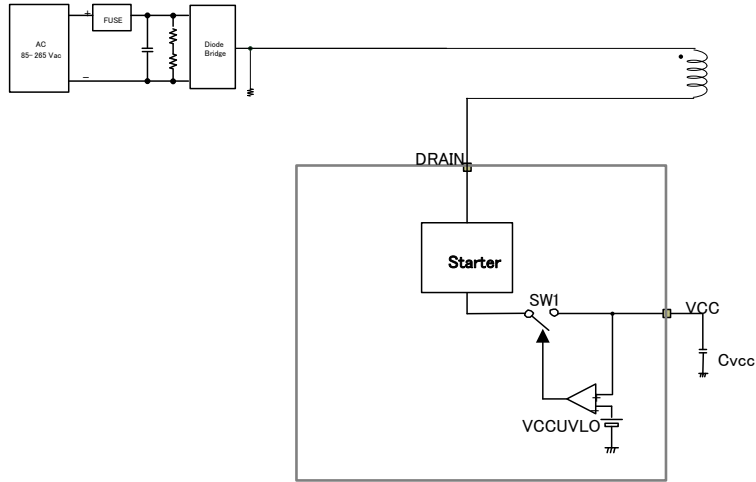 AC
85-265 Vac
+
FUSE
–
Diode
Bridge
DRAIN
Starter
SW1
VCC
Cvcc
+
-
VCCUVLO